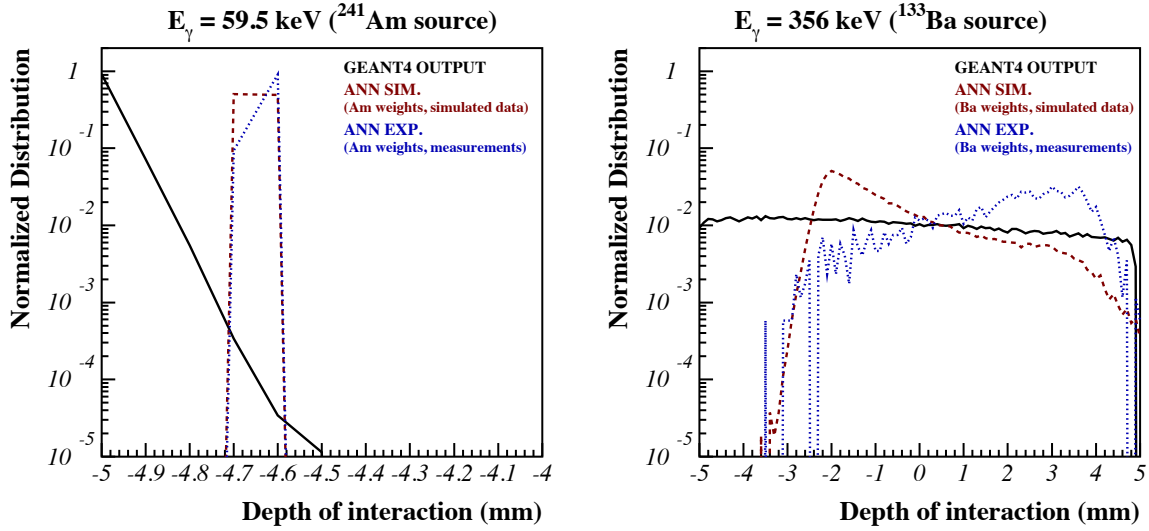 E_γ = 59.5 keV (²⁴¹Am source)
Normalized Distribution
1
10⁻¹
10⁻²
10⁻³
10⁻⁴
10⁻⁵
GEANT4 OUTPUT
ANN SIM.
(Am weights, simulated data)
ANN EXP.
(Am weights, measurements)
-5 -4.9 -4.8 -4.7 -4.6 -4.5 -4.4 -4.3 -4.2 -4.1 -4
Depth of interaction (mm)
E_γ = 356 keV (¹³³Ba source)
Normalized Distribution
1
10⁻¹
10⁻²
10⁻³
10⁻⁴
10⁻⁵
GEANT4 OUTPUT
ANN SIM.
(Ba weights, simulated data)
ANN EXP.
(Ba weights, measurements)
-5 -4 -3 -2 -1 0 1 2 3 4 5
Depth of interaction (mm)